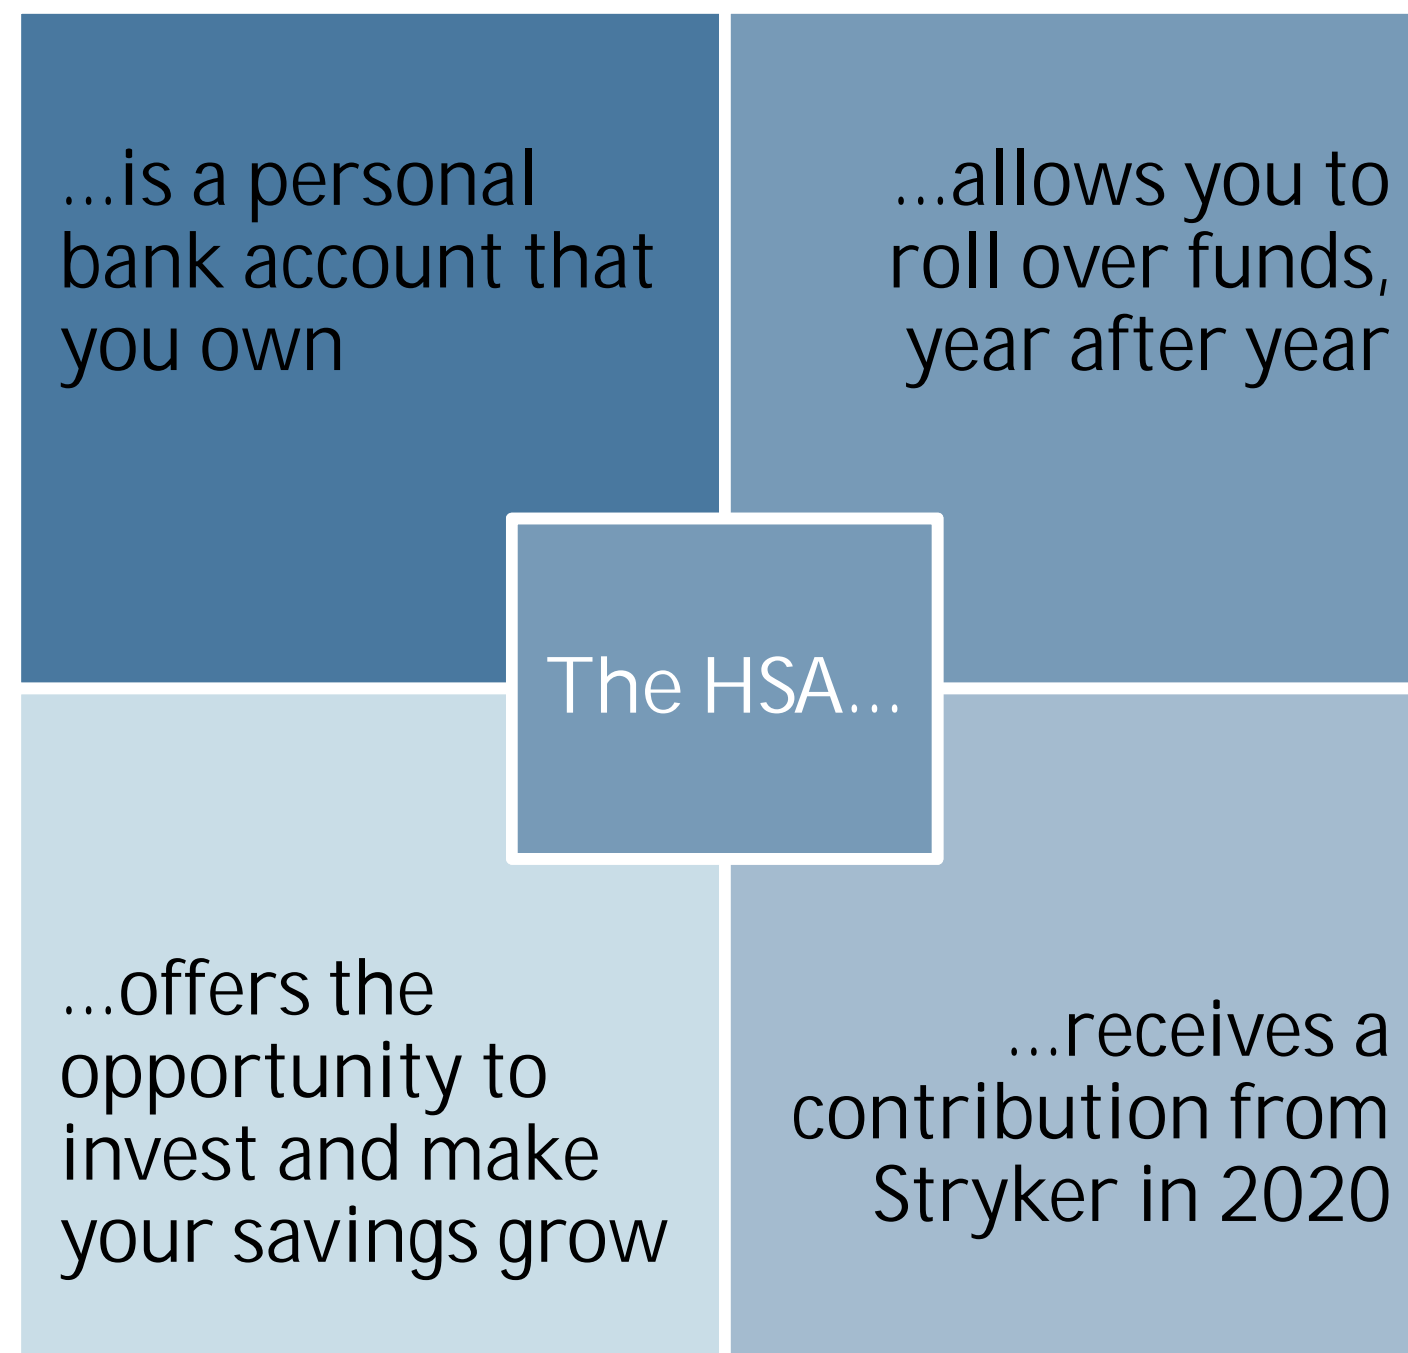 ...is a personal
bank account that
you own
...allows you to
roll over funds,
year after year
The HSA...
...offers the
opportunity to
invest and make
your savings grow
...receives a
contribution from
Stryker in 2020